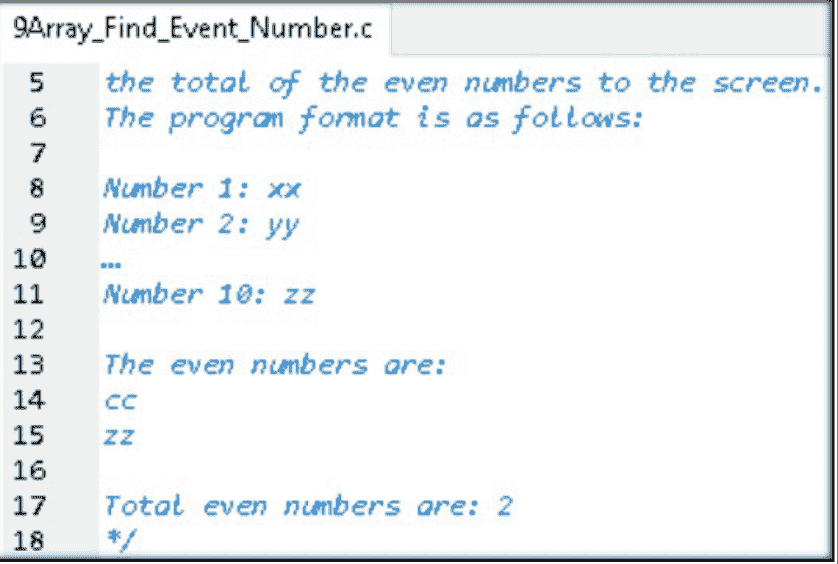 9Array_Find_Event_Number.c
5 the total of the even numbers to the screen.
6 The program format is as follows:
7
8 Number 1: xx
9 Number 2: yy
10 …
11 Number 10: zz
12
13 The even numbers are:
14 cc
15 zz
16
17 Total even numbers are: 2
18 */